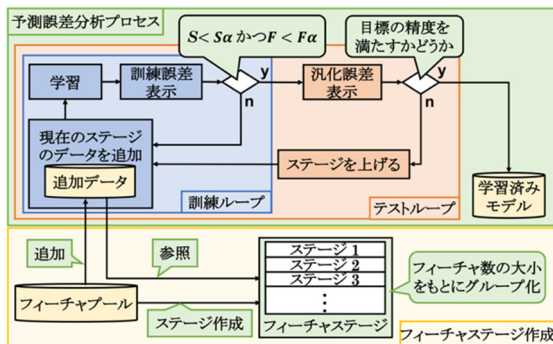 予測誤差分析プロセス
S< Sα かつF < Fα
目標の精度を
満たすかどうか
学習
訓練誤差
表示
y
n
汎化誤差
表示
y
n
現在のステージ
のデータを追加
追加データ
ステージを上げる
訓練ループ
テストループ
学習済み
モデル
追加
参照
フィーチャプール
ステージ作成
ステージ 1
ステージ 2
ステージ 3
⋮
フィーチャステージ
フィーチャ数の大小
をもとにグループ化
フィーチャステージ作成